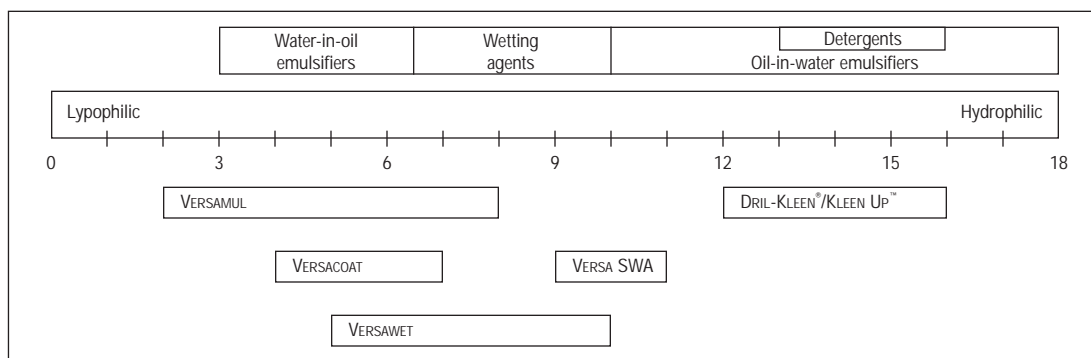 Water-in-oil
emulsifiers
Wetting
agents
Detergents
Oil-in-water emulsifiers
Lypophilic
Hydrophilic
0 3 6 9 12 15 18
VERSAMUL
DRIL-KLEEN®/KLEEN UP™
VERSACOAT
VERSA SWA
VERSAWET